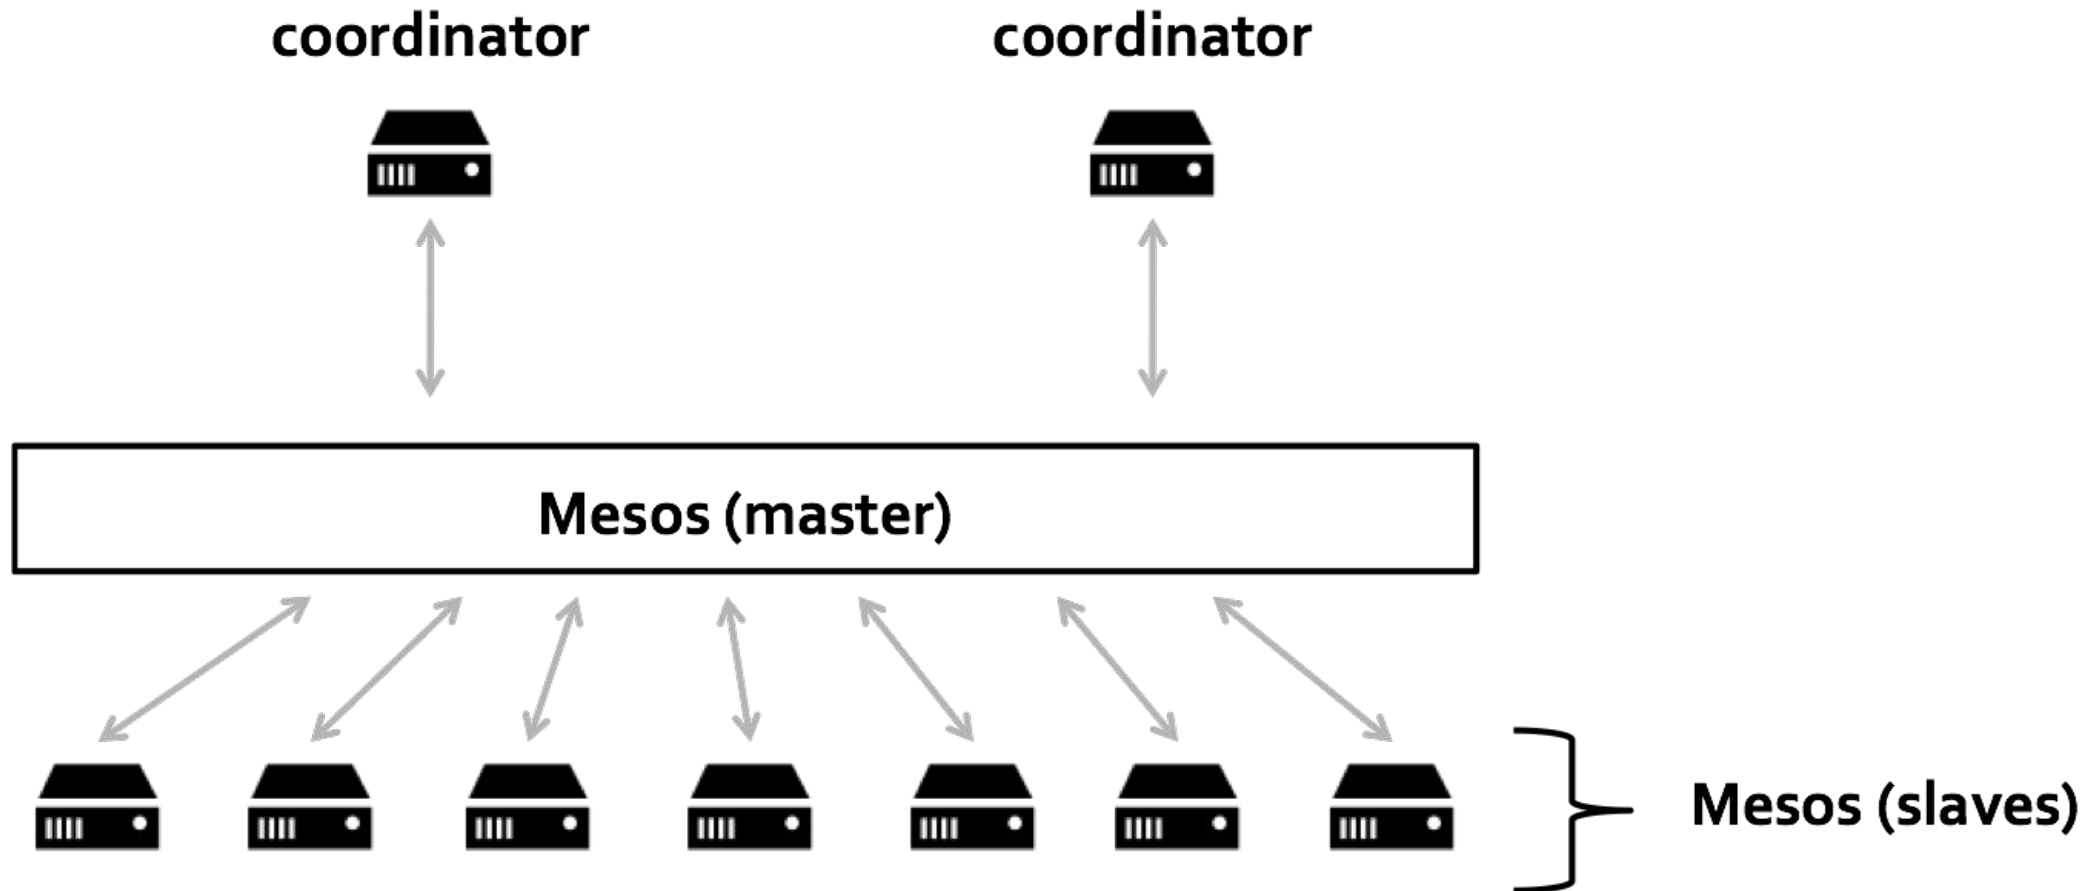 coordinator
coordinator
Mesos (master)
Mesos (slaves)